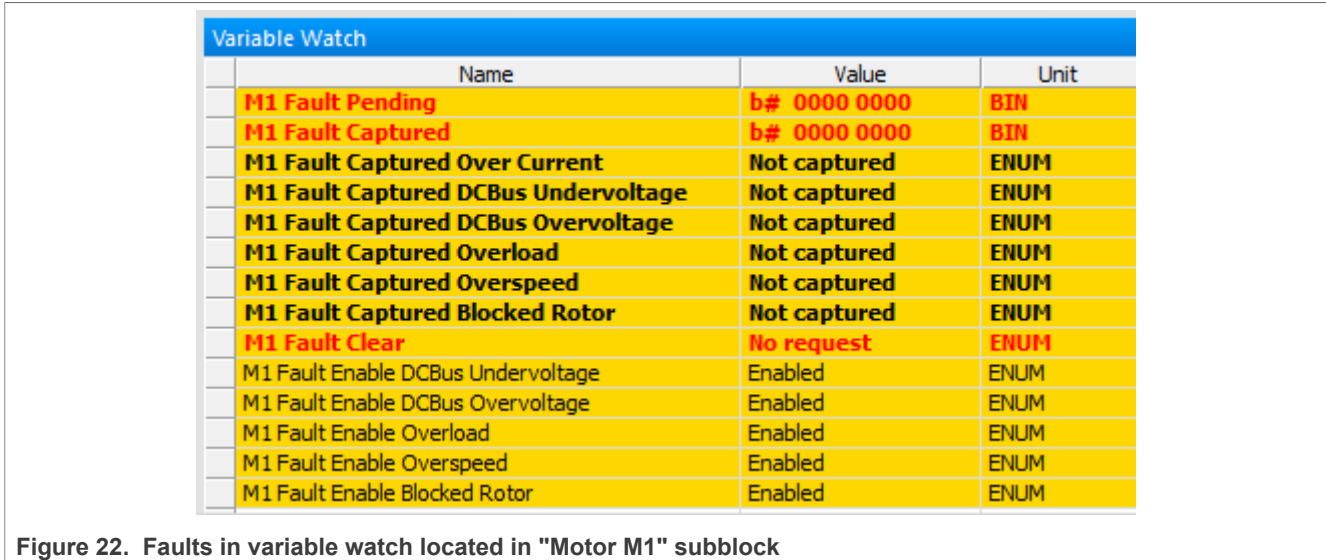 Variable Watch
Name Value Unit
M1 Fault Pending b# 0000 0000 BIN
M1 Fault Captured b# 0000 0000 BIN
M1 Fault Captured Over Current Not captured ENUM
M1 Fault Captured DCBus Undervoltage Not captured ENUM
M1 Fault Captured DCBus Overvoltage Not captured ENUM
M1 Fault Captured Overload Not captured ENUM
M1 Fault Captured Overspeed Not captured ENUM
M1 Fault Captured Blocked Rotor Not captured ENUM
M1 Fault Clear No request ENUM
M1 Fault Enable DCBus Undervoltage Enabled ENUM
M1 Fault Enable DCBus Overvoltage Enabled ENUM
M1 Fault Enable Overload Enabled ENUM
M1 Fault Enable Overspeed Enabled ENUM
M1 Fault Enable Blocked Rotor Enabled ENUM
Figure 22. Faults in variable watch located in "Motor M1" subblock